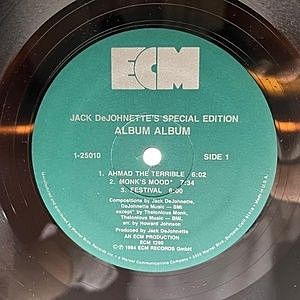 ECM
JACK DeJOHNETTE'S SPECIAL EDITION
ALBUM ALBUM
1-25010
SIDE 1
1. AHMAD THE TERRIBLE 6:02
2. MONK'S MOOD* 7:34
3. FESTIVAL 6:00
Compositions by Jack DeJohnette,
DeJohnette Music — BMI,
except* by Thelonious Monk,
Thelonious Music — BMI
arr. by Howard Johnson
Produced by Jack DeJohnette
AN ECM PRODUCTION
ECM 1280
1984 ECM RECORDS GmbH